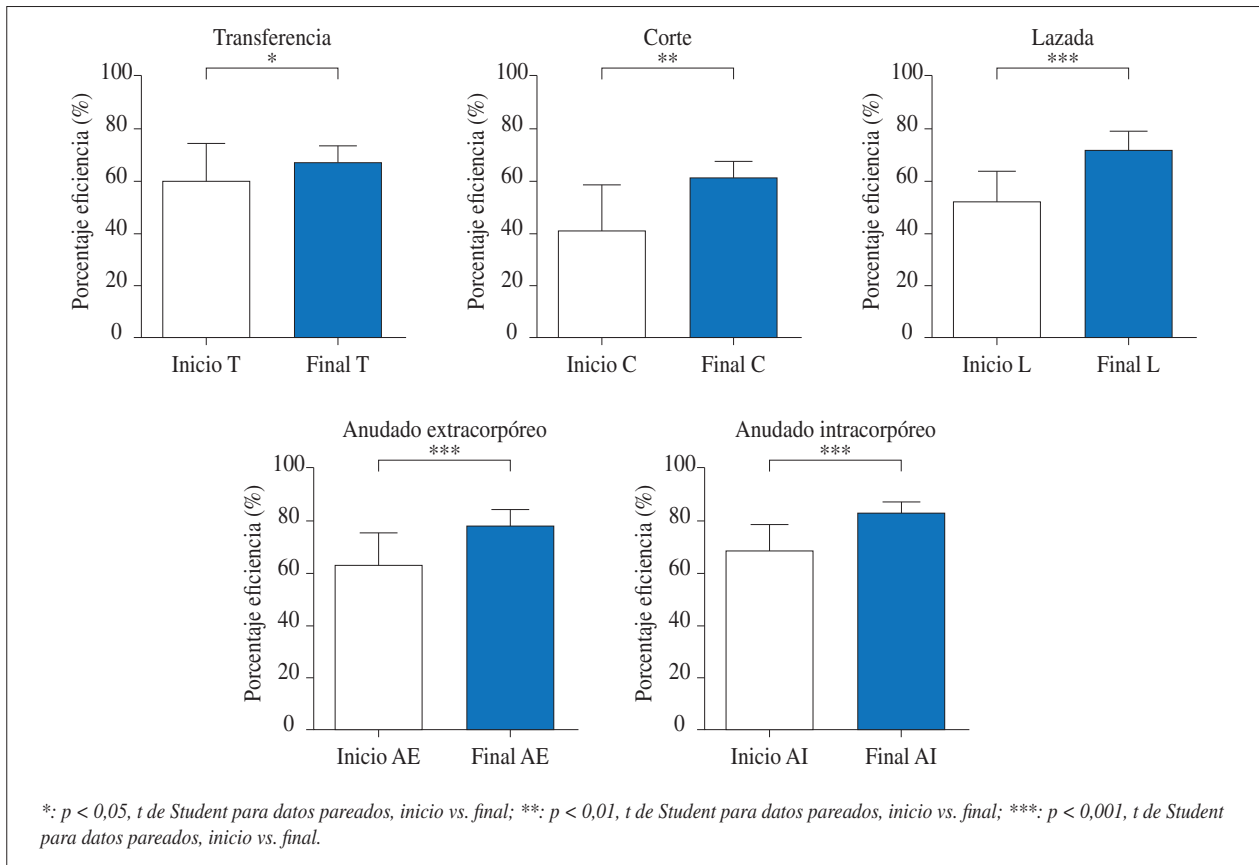 Transferencia
*
Porcentaje eficiencia (%)
100
80
60
40
20
0
Inicio T
Final T
Corte
**
Porcentaje eficiencia (%)
100
80
60
40
20
0
Inicio C
Final C
Lazada
***
Porcentaje eficiencia (%)
100
80
60
40
20
0
Inicio L
Final L
Anudado extracorpóreo
***
Porcentaje eficiencia (%)
100
80
60
40
20
0
Inicio AE
Final AE
Anudado intracorpóreo
***
Porcentaje eficiencia (%)
100
80
60
40
20
0
Inicio AI
Final AI
*: p < 0,05, t de Student para datos pareados, inicio vs. final; **: p < 0,01, t de Student para datos pareados, inicio vs. final; ***: p < 0,001, t de Student
para datos pareados, inicio vs. final.